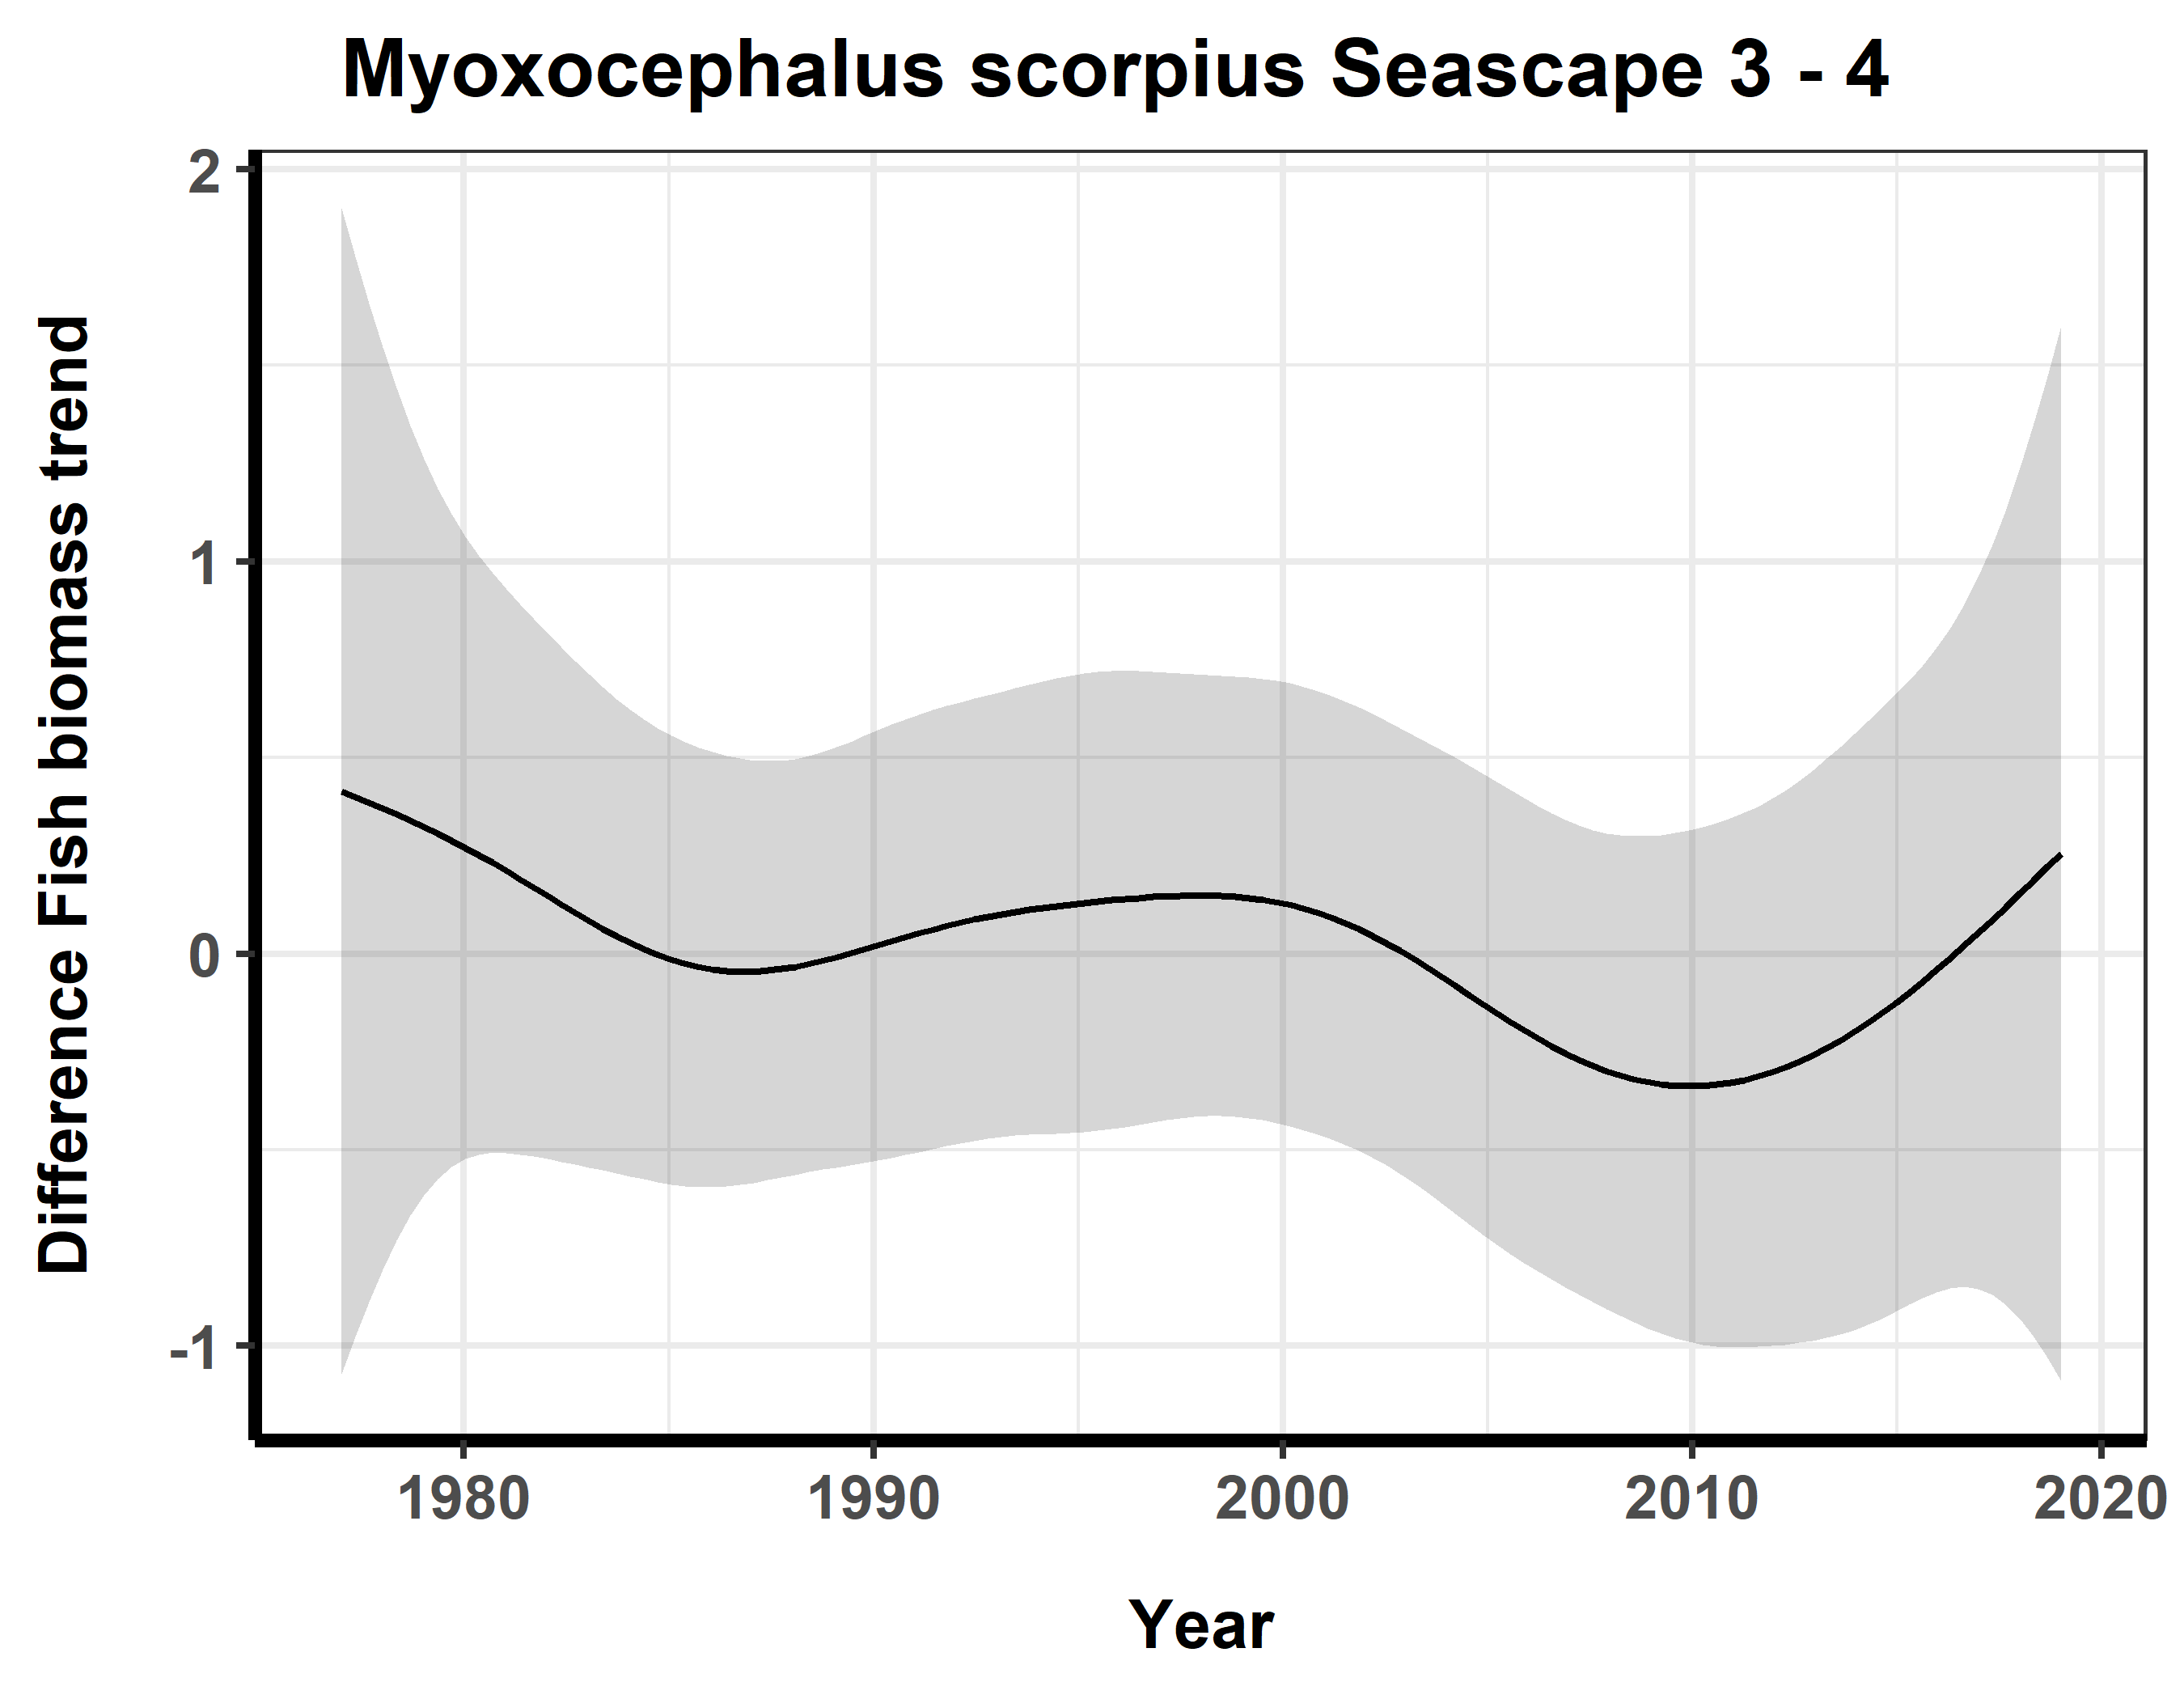 Myoxocephalus scorpius Seascape 3 - 4
Difference Fish biomass trend
2
1
0
-1
1980 1990 2000 2010 2020
Year